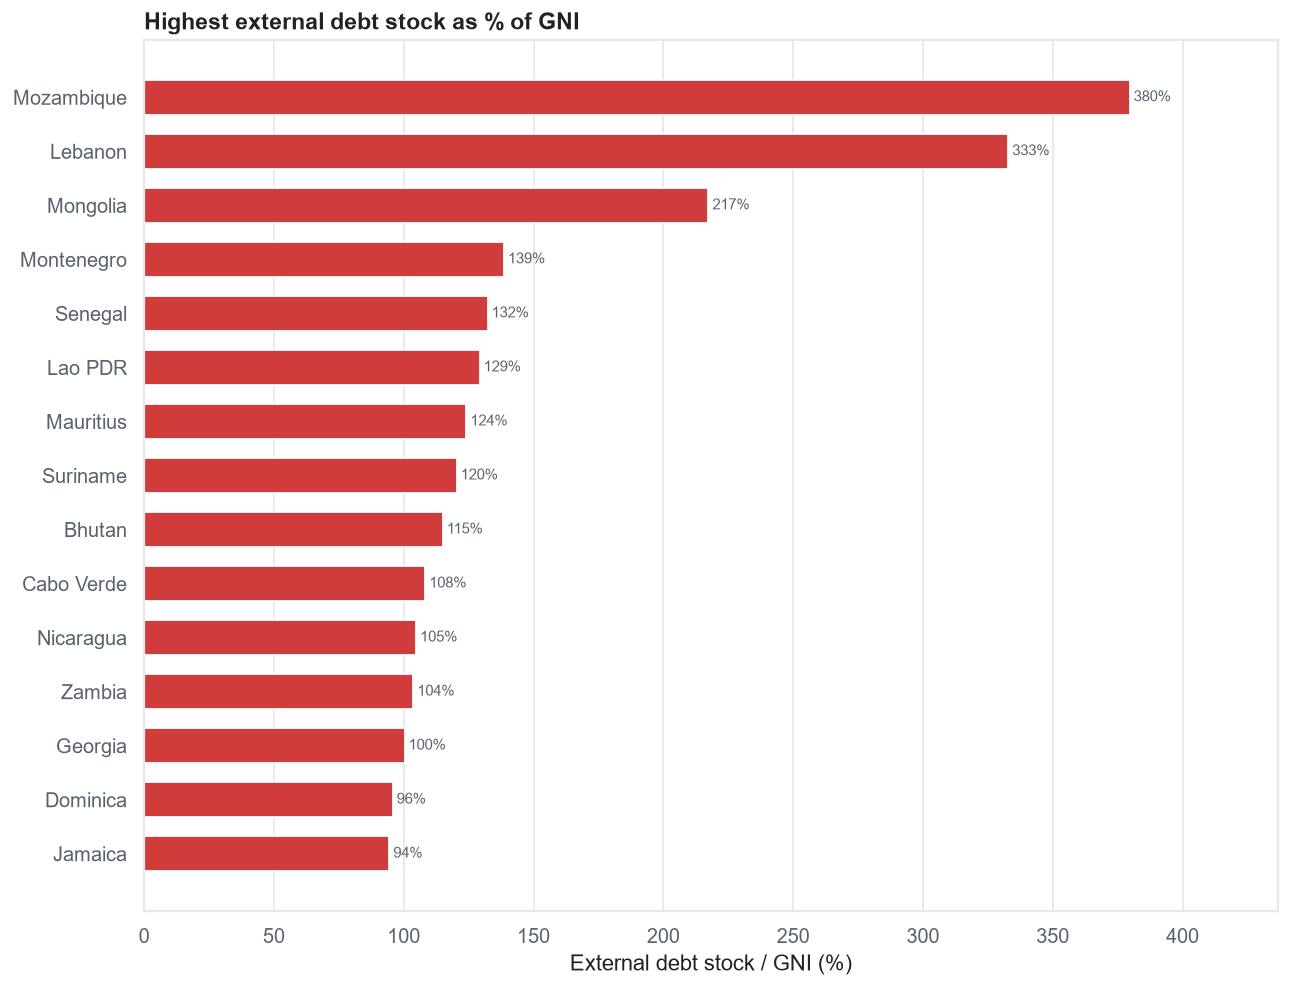 Highest external debt stock as % of GNI
Mozambique 380%
Lebanon 333%
Mongolia 217%
Montenegro 139%
Senegal 132%
Lao PDR 129%
Mauritius 124%
Suriname 120%
Bhutan 115%
Cabo Verde 108%
Nicaragua 105%
Zambia 104%
Georgia 100%
Dominica 96%
Jamaica 94%
0 50 100 150 200 250 300 350 400
External debt stock / GNI (%)